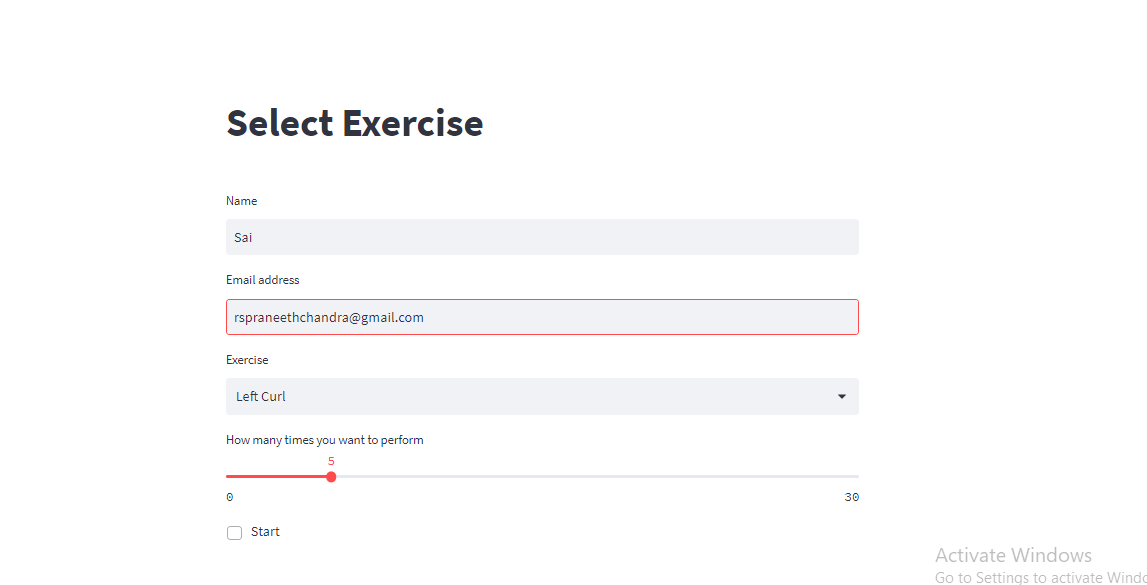 Select Exercise
Name
Sai
Email address
rspraneethchandra@gmail.com
Exercise
Left Curl
How many times you want to perform
5
0 30
Start
Activate Windows
Go to Settings to activate Windo